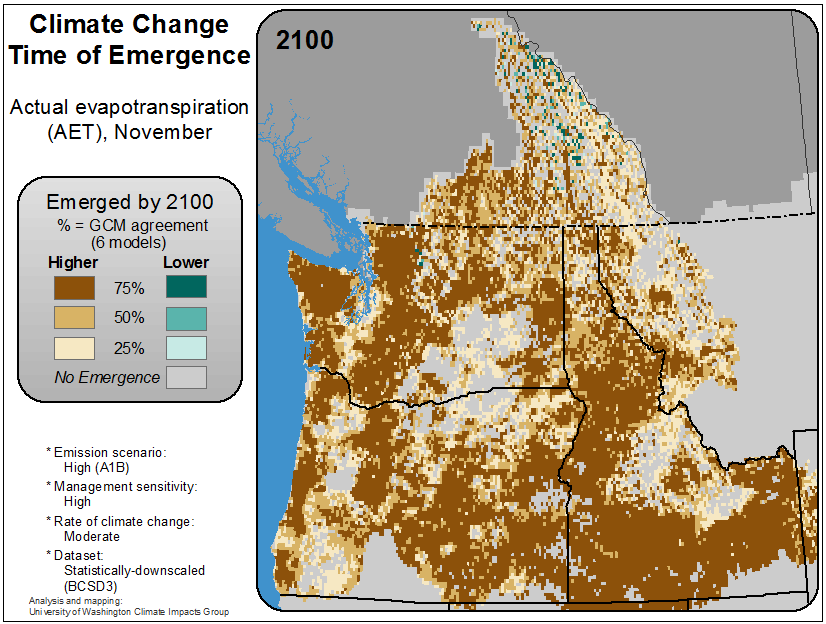 Climate Change
Time of Emergence
Actual evapotranspiration
(AET), November
Emerged by 2100
% = GCM agreement
(6 models)
Higher Lower
75%
50%
25%
No Emergence
* Emission scenario:
High (A1B)
* Management sensitivity:
High
* Rate of climate change:
Moderate
* Dataset:
Statistically-downscaled
(BCSD3)
Analysis and mapping:
University of Washington Climate Impacts Group
2100